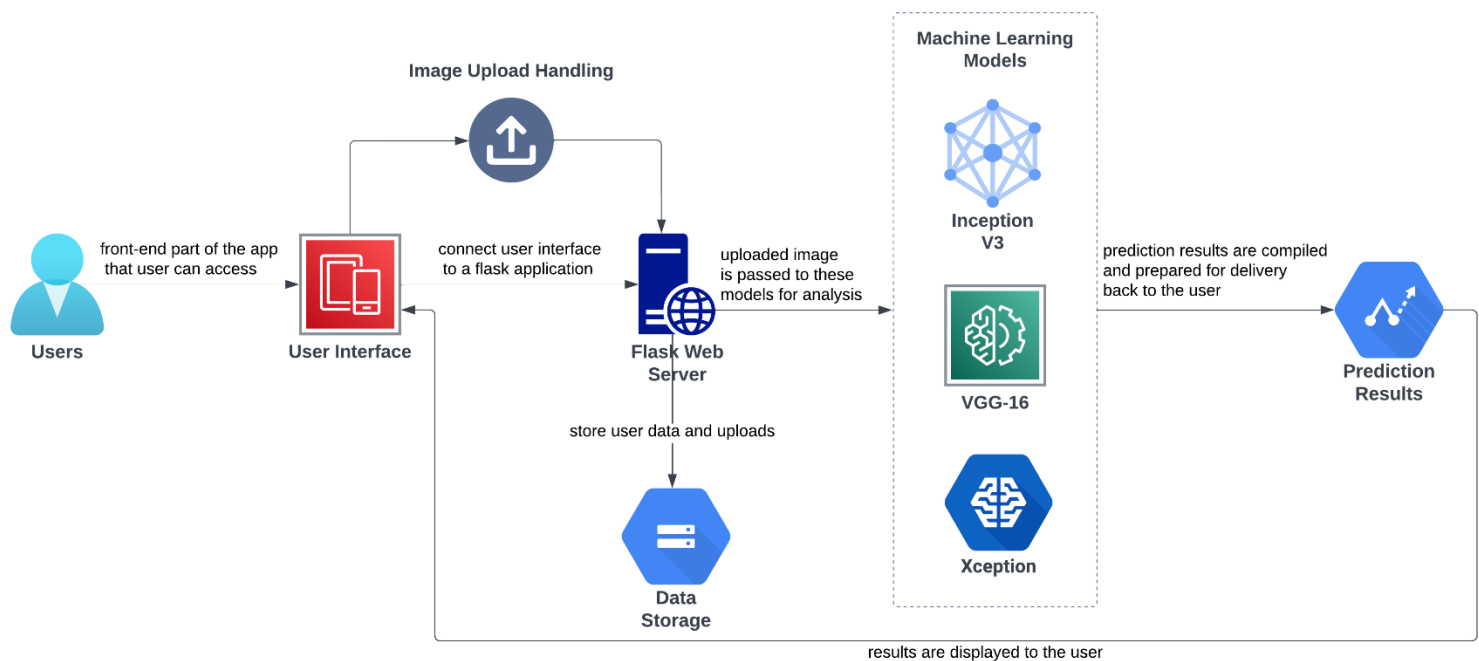 Image Upload Handling
Machine Learning
Models
Inception
V3
front-end part of the app
that user can access
connect user interface
to a flask application
uploaded image
is passed to these
models for analysis
prediction results are compiled
and prepared for delivery
back to the user
Users
User Interface
Flask Web
Server
VGG-16
Prediction
Results
store user data and uploads
Xception
Data
Storage
results are displayed to the user